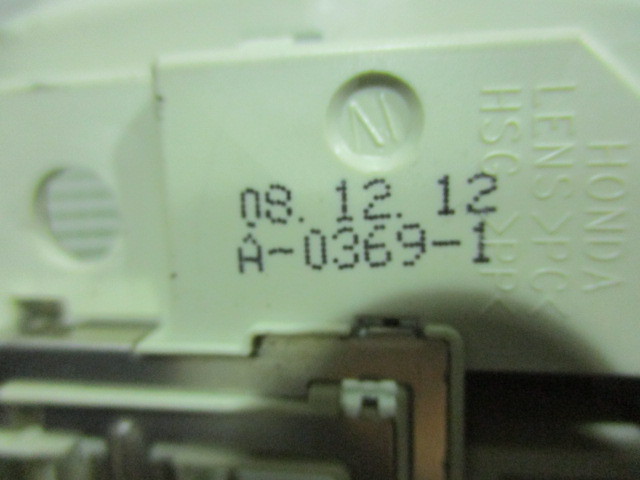 08.12.12
A-0369-1
HONDA
LENS >PC<
HSG >PP<